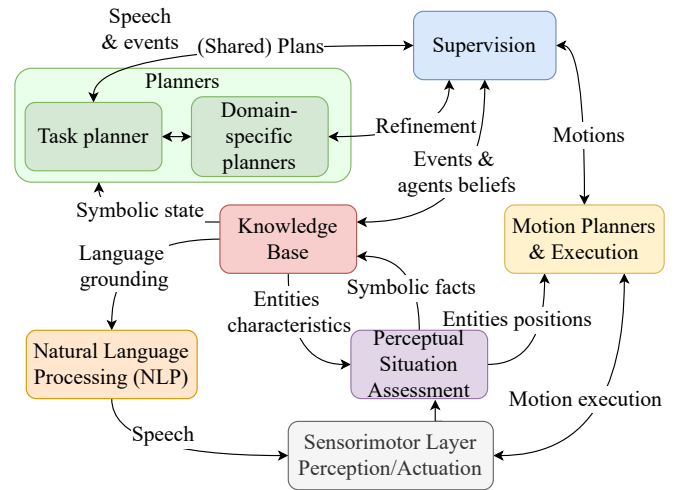 Speech
& events
(Shared) Plans
Supervision
Planners
Task planner
Domain-
specific
planners
Refinement
Motions
Events &
agents beliefs
Symbolic state
Knowledge
Base
Motion Planners
& Execution
Language
grounding
Entities
characteristics
Symbolic facts
Entities positions
Natural Language
Processing (NLP)
Perceptual
Situation
Assessment
Motion execution
Speech
Sensorimotor Layer
Perception/Actuation